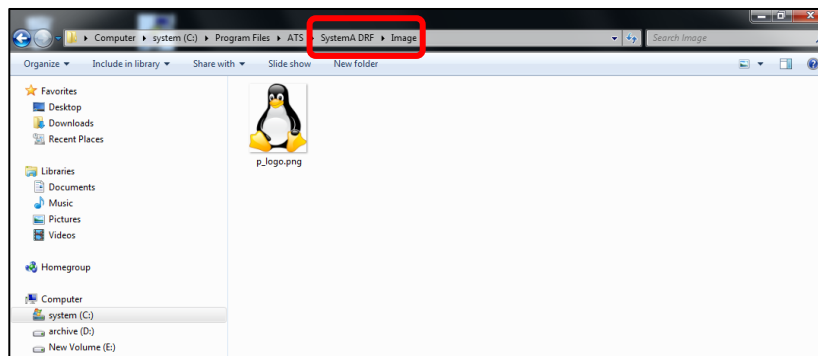 Computer system (C:) Program Files ATS SystemA DRF Image
Search Image
Organize Include in library Share with Slide show New folder
Favorites
Desktop
Downloads
Recent Places
Libraries
Documents
Music
Pictures
Videos
Homegroup
Computer
system (C:)
archive (D:)
New Volume (E:)
p_logo.png